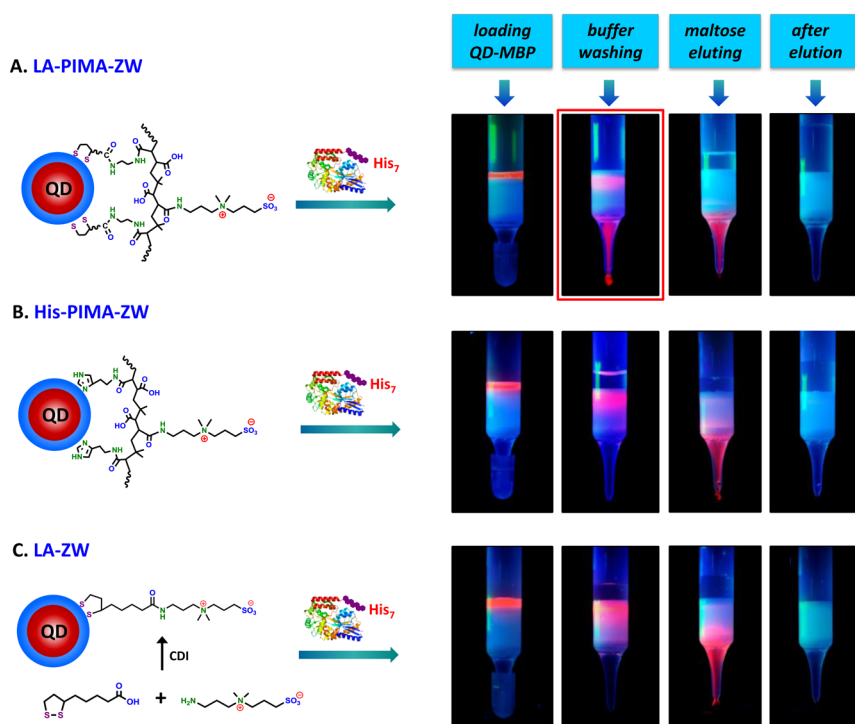 loading
QD-MBP
buffer
washing
maltose
eluting
after
elution
A. LA-PIMA-ZW
QD
S
S
C
O
N
H
H
N
O
OH
O
HO
O
O
H
N
N
⊕
SO₃
⊖
S
S
C
O
N
H
H
N
O
His₇
B. His-PIMA-ZW
QD
HN
N
H
N
O
OH
O
HO
O
O
H
N
N
⊕
SO₃
⊖
N
HN
N
H
O
His₇
C. LA-ZW
QD
S
S
O
N
H
N
⊕
SO₃
⊖
His₇
CDI
S-S
O
OH
+
H₂N
N
⊕
SO₃
⊖